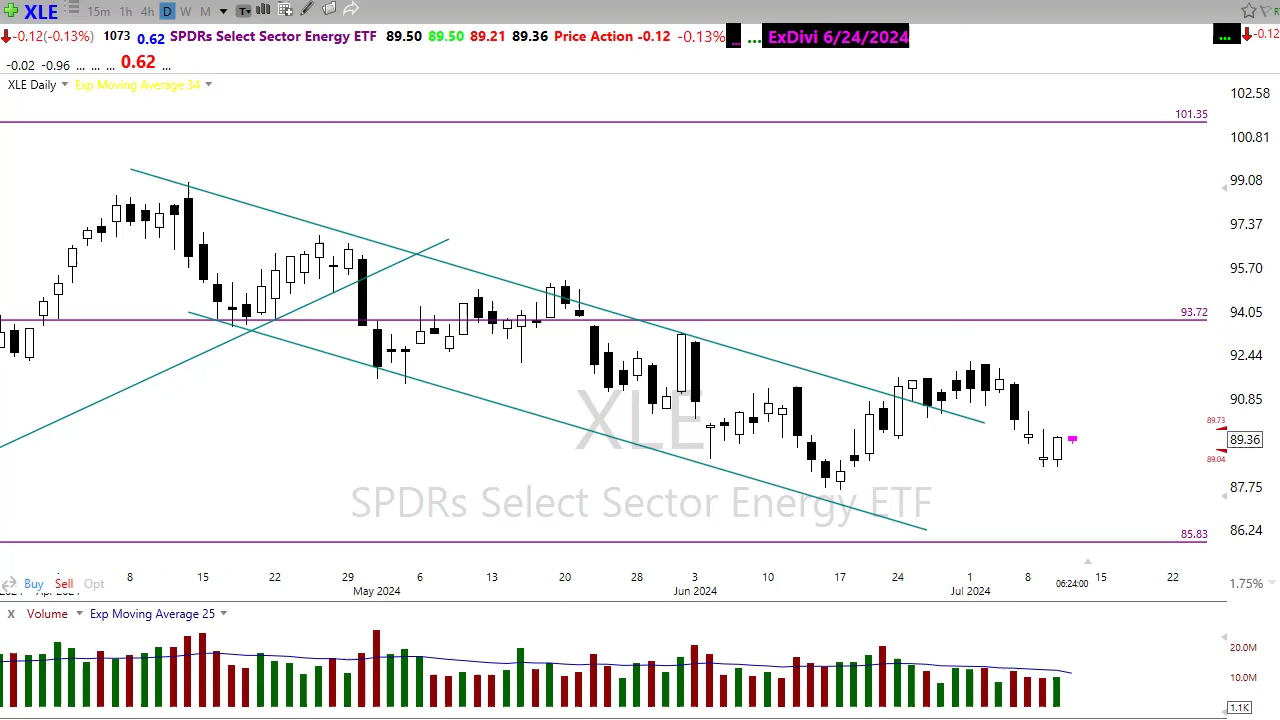 XLE 15m 1h 4h D W M T
-0.12(-0.13%) 1073 0.62 SPDRs Select Sector Energy ETF 89.50 89.50 89.21 89.36 Price Action -0.12 -0.13% ... ... ExDivi 6/24/2024 ... -0.12
-0.02 -0.96 ... ... ... 0.62 ...
XLE Daily Exp Moving Average 34
102.58
101.35
100.81
99.08
97.37
95.70
94.05
93.72
92.44
90.85
89.73
89.36
89.04
XLE
SPDRs Select Sector Energy ETF
87.75
86.24
85.83
Buy Sell Opt
8 15 22 29 6 13 20 28 3 10 17 24 1 8 15 22
May 2024 Jun 2024 Jul 2024 06:24:00
1.75%
X Volume Exp Moving Average 25
20.0M
10.0M
1.1K